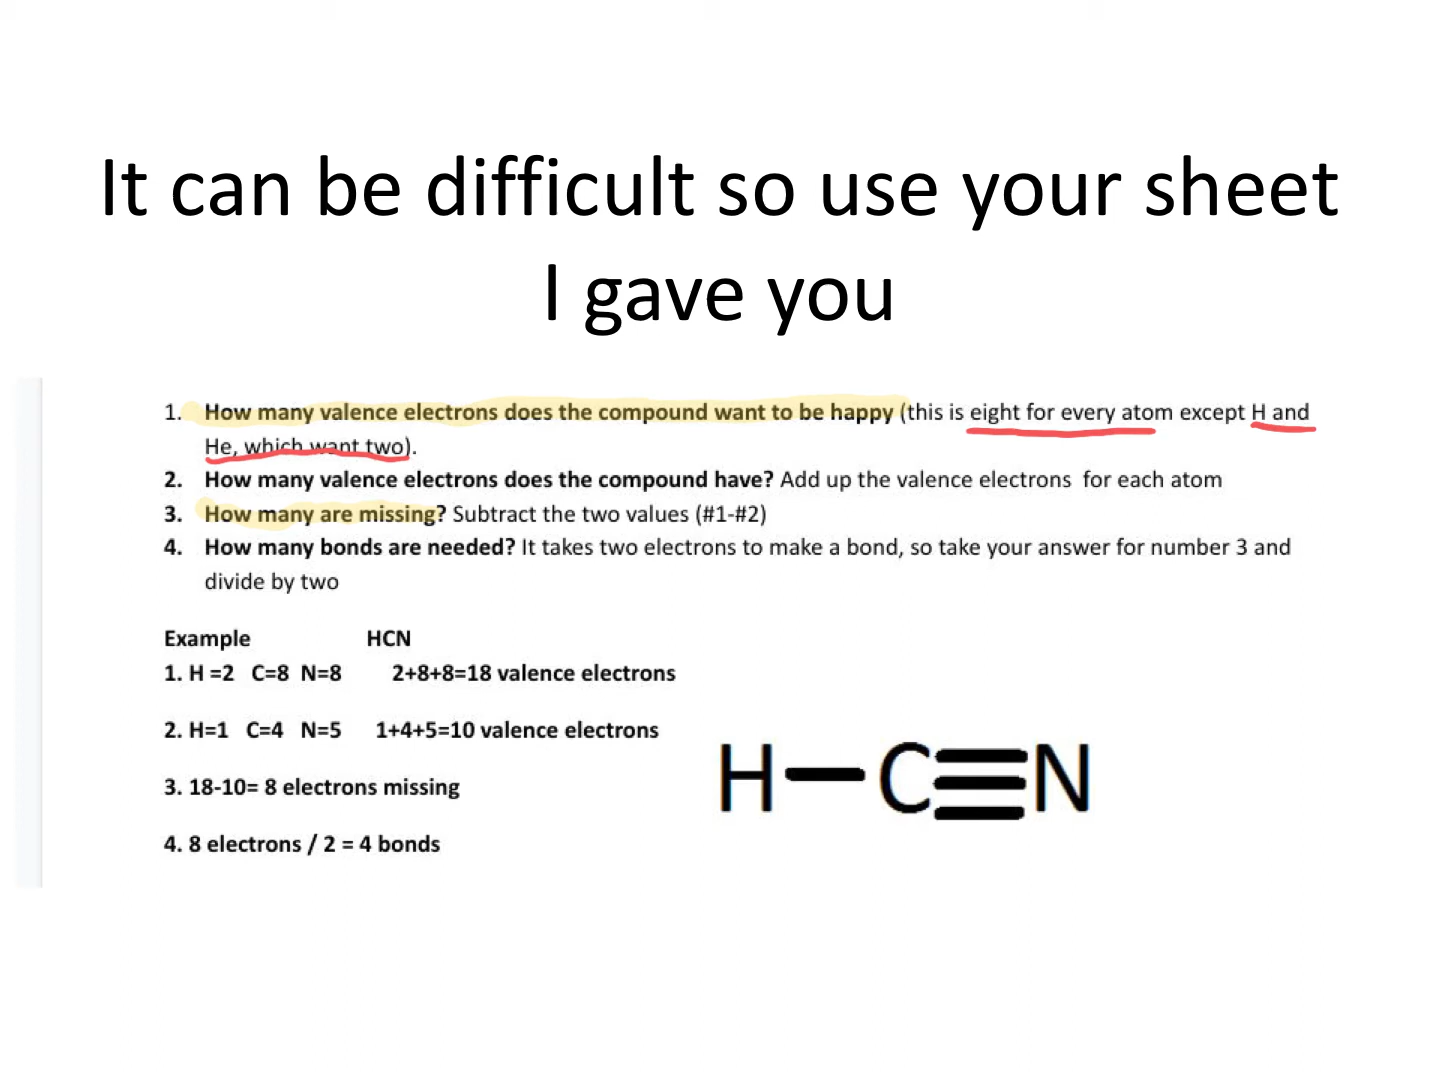 It can be difficult so use your sheet
I gave you
1. How many valence electrons does the compound want to be happy (this is eight for every atom except H and
He, which want two).
2. How many valence electrons does the compound have? Add up the valence electrons for each atom
3. How many are missing? Subtract the two values (#1-#2)
4. How many bonds are needed? It takes two electrons to make a bond, so take your answer for number 3 and
divide by two
Example HCN
1. H =2 C=8 N=8 2+8+8=18 valence electrons
2. H=1 C=4 N=5 1+4+5=10 valence electrons
H—C≡N
3. 18-10= 8 electrons missing
4. 8 electrons / 2 = 4 bonds